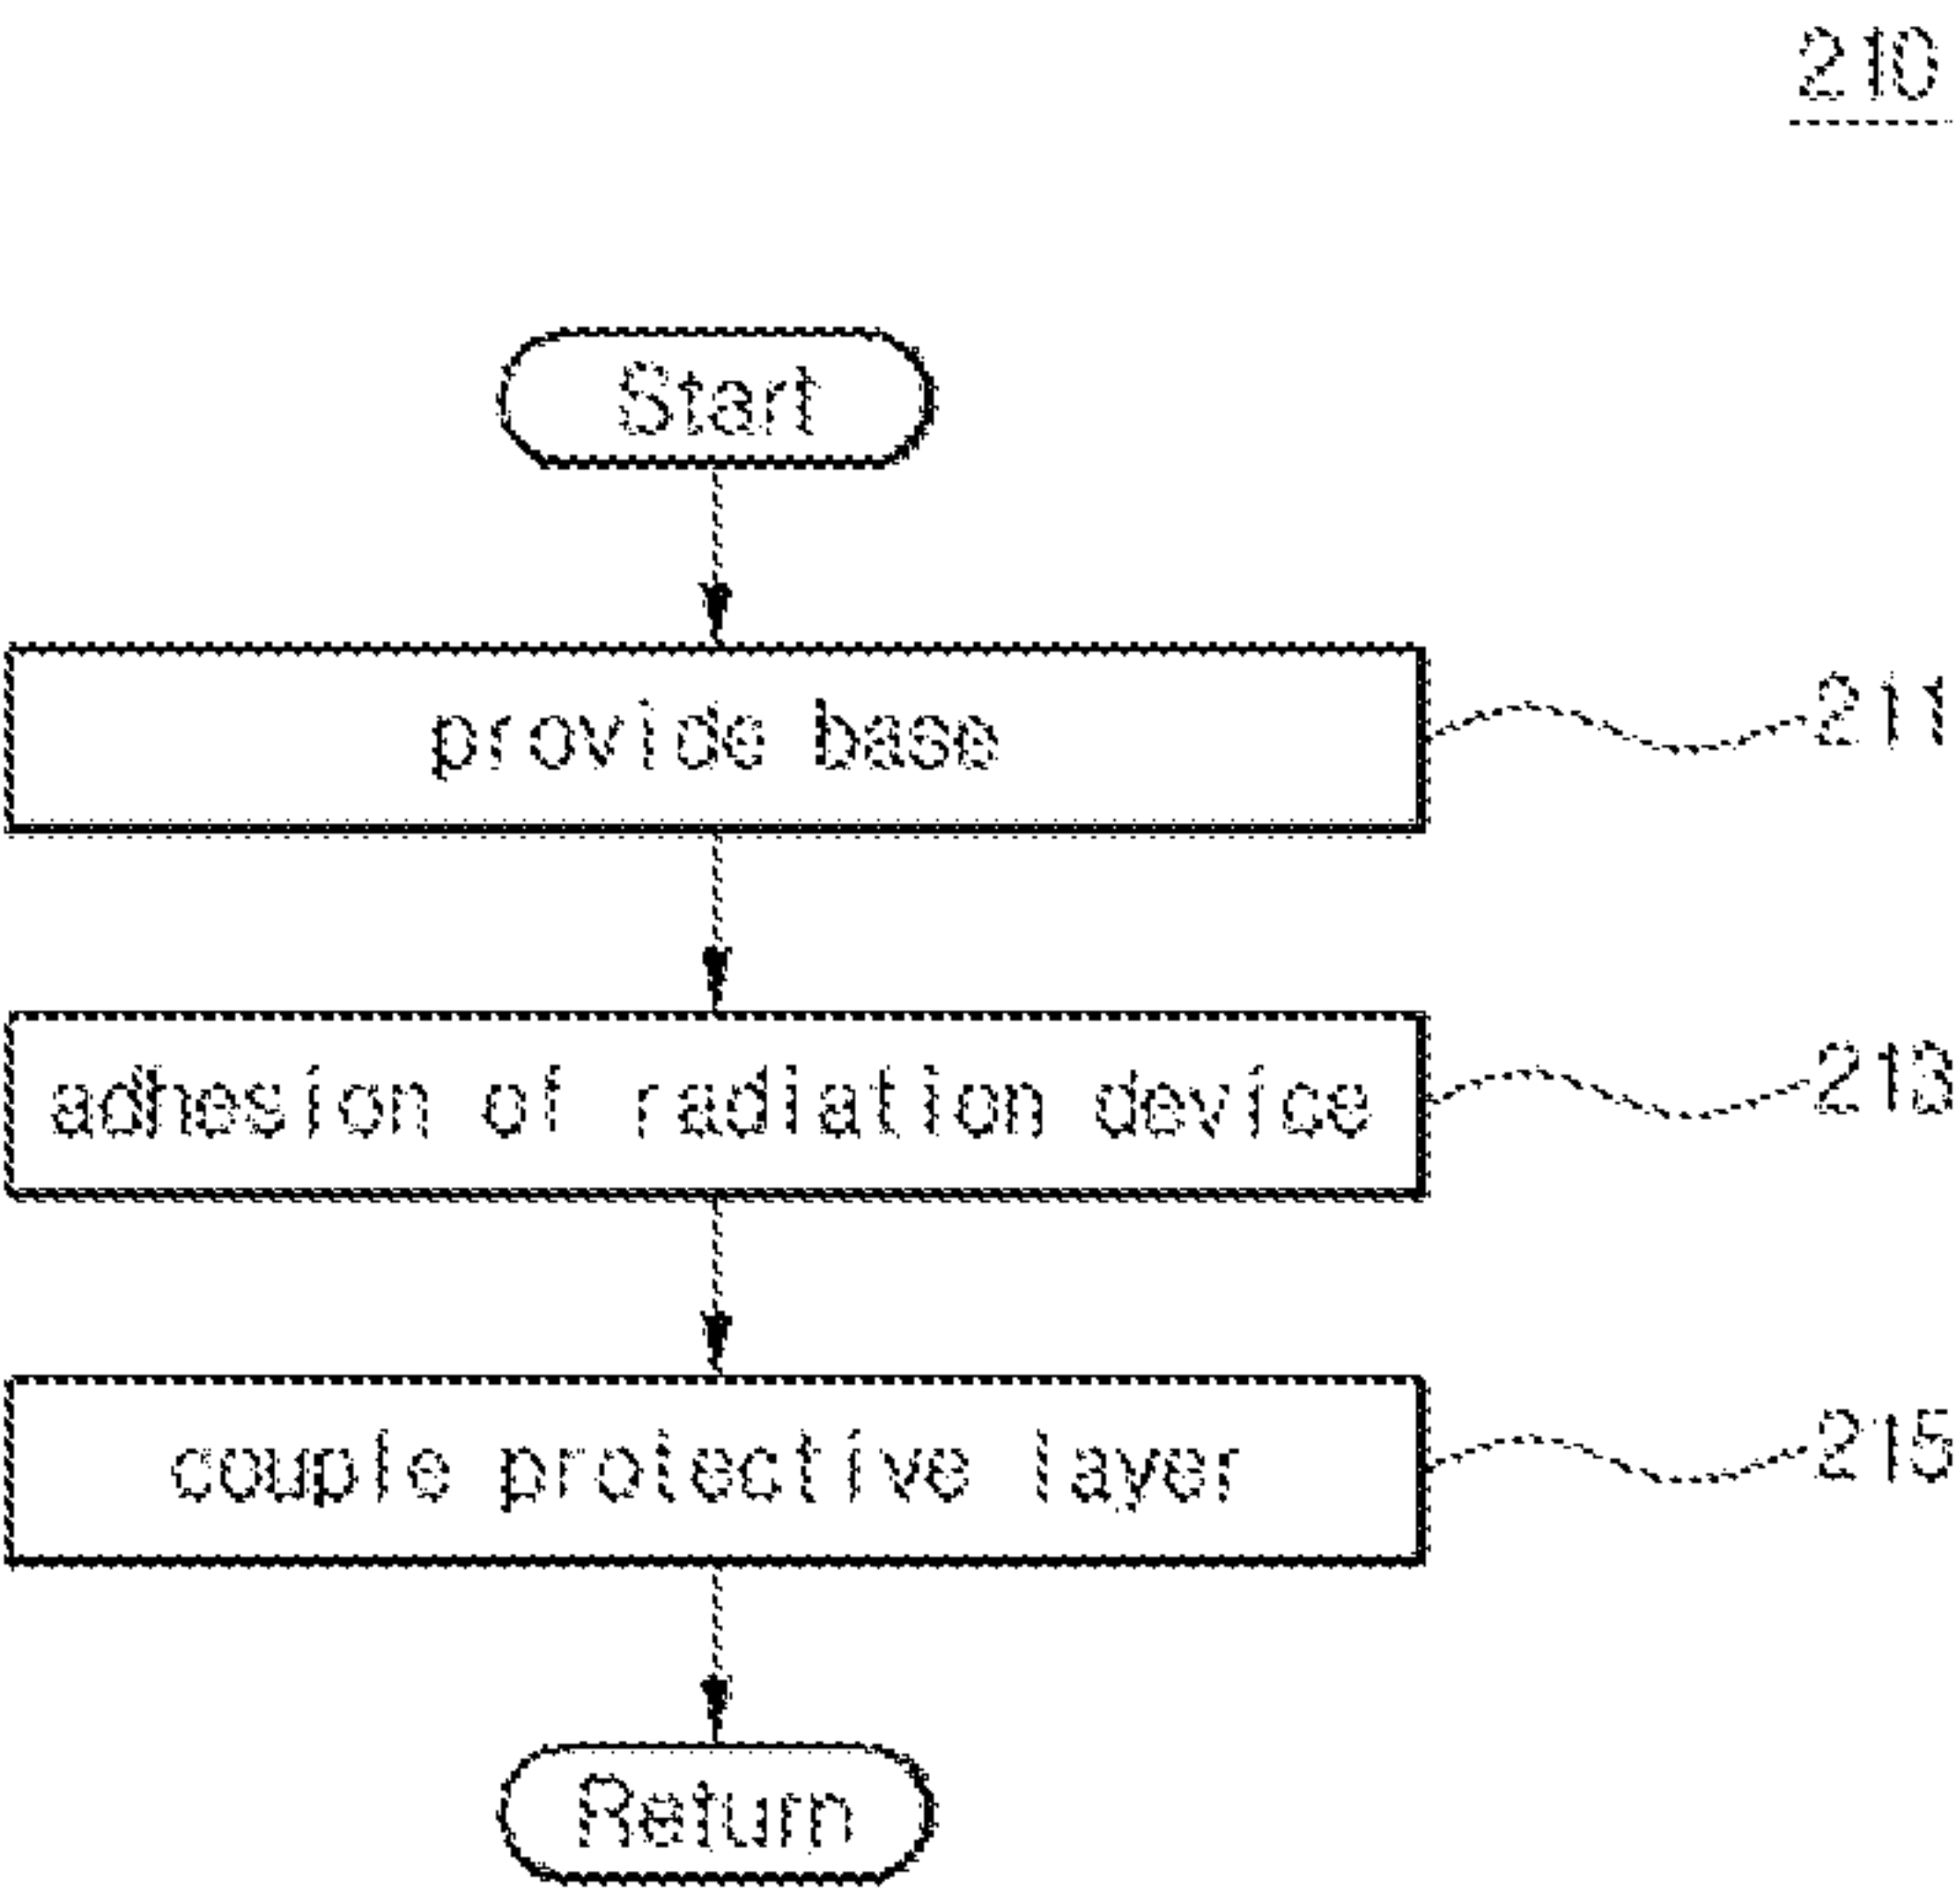 210
Start
provide base
211
adhesion of radiation device
213
couple protective layer
215
Return